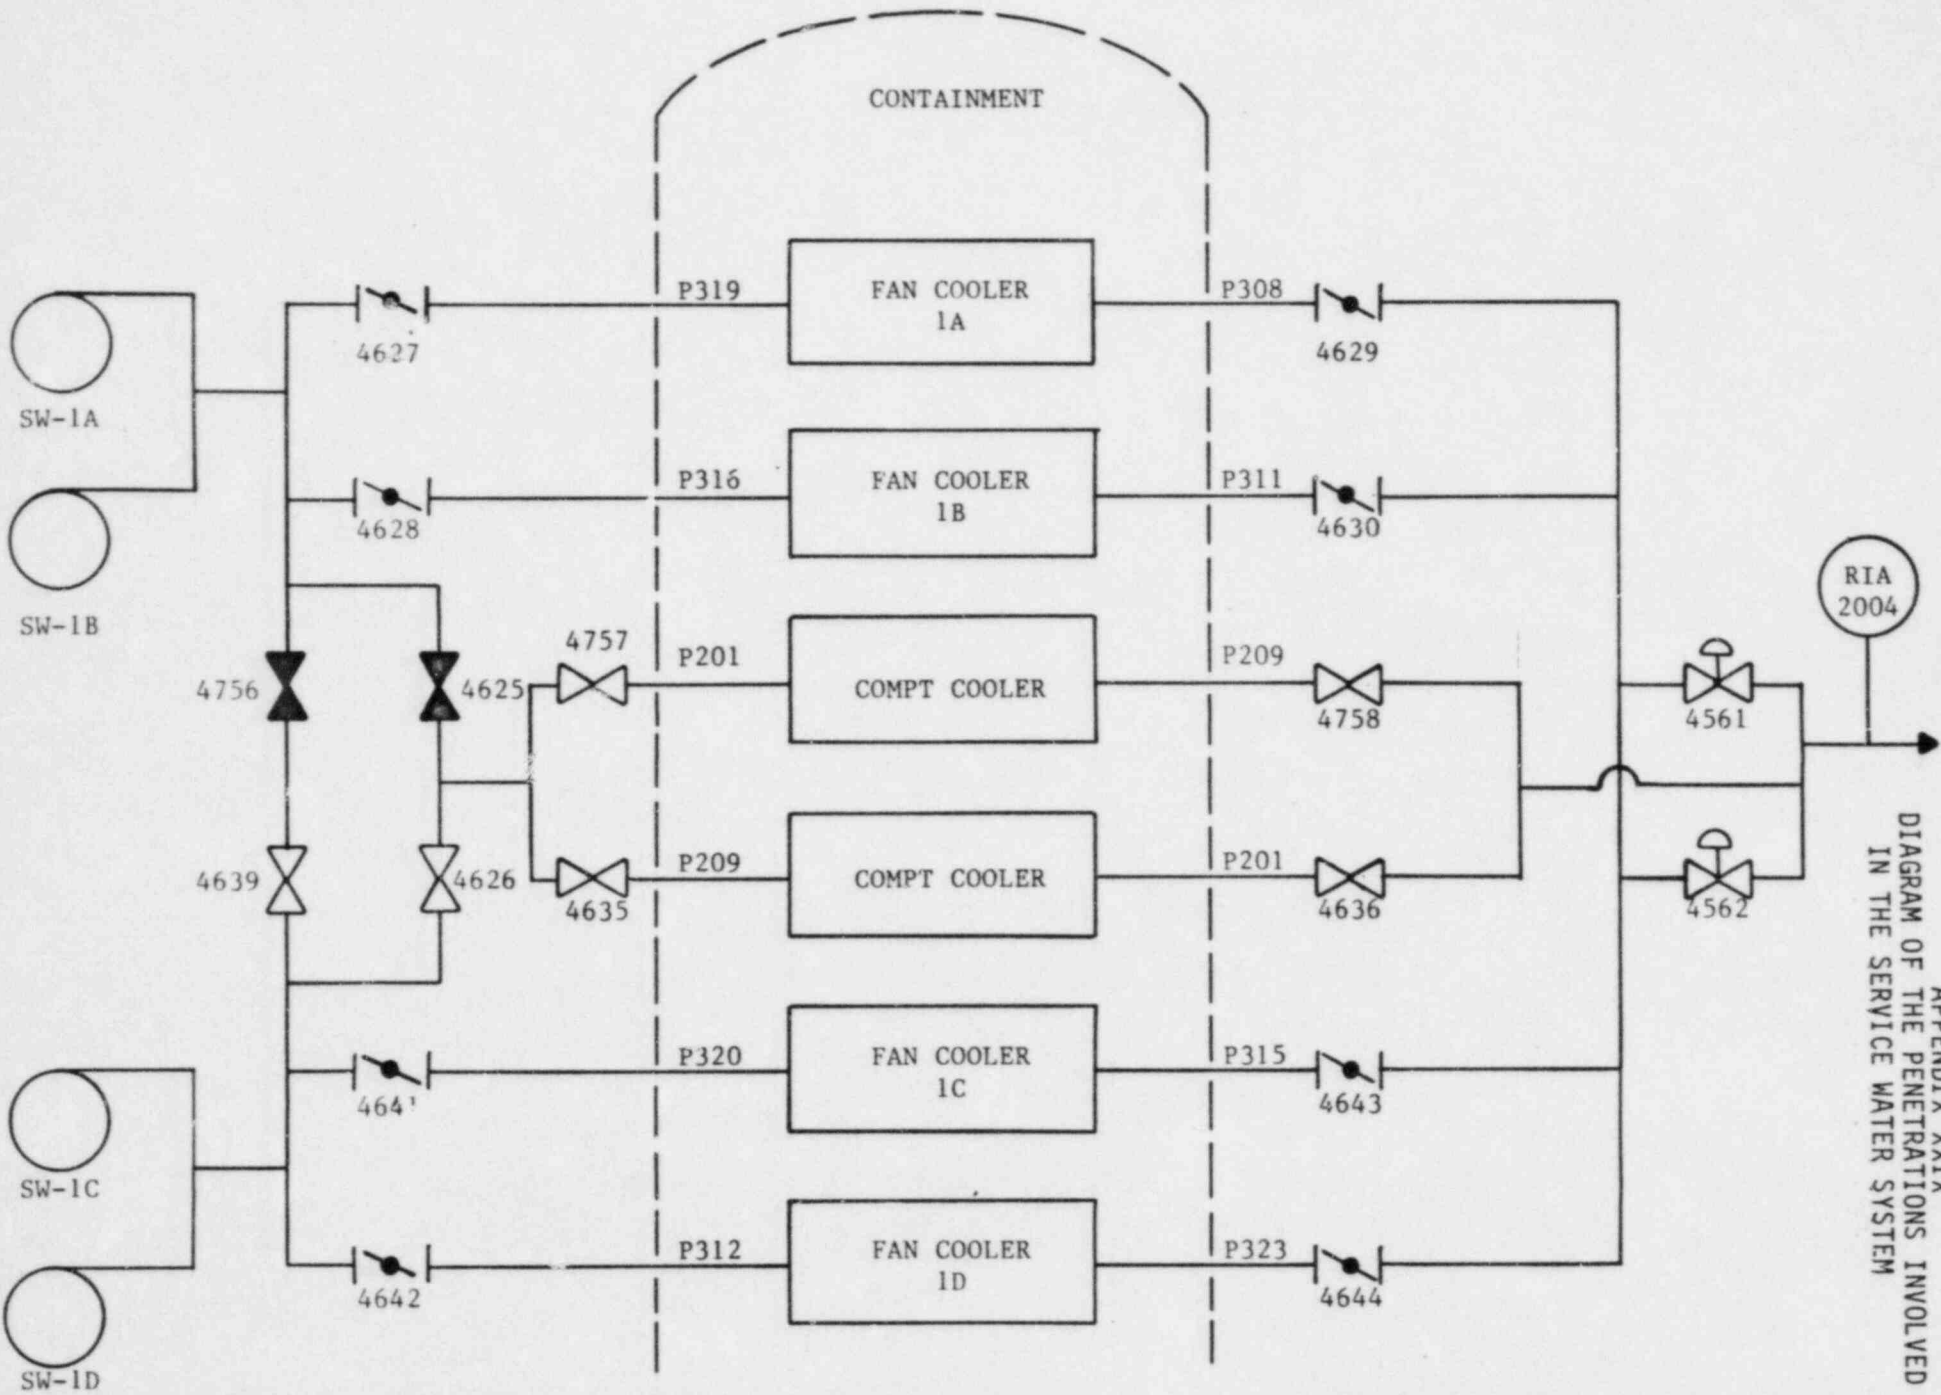 CONTAINMENT
P319
FAN COOLER
1A
P308
4627
4629
SW-1A
P316
FAN COOLER
1B
P311
4628
4630
SW-1B
RIA
2004
4757
P201
COMPT COOLER
P209
4756
4625
4758
4561
P209
COMPT COOLER
P201
4639
4626
4635
4636
4562
P320
FAN COOLER
1C
P315
4641
4643
SW-1C
P312
FAN COOLER
1D
P323
4642
4644
SW-1D
APPENDIX XXIX
DIAGRAM OF THE PENETRATIONS INVOLVED
IN THE SERVICE WATER SYSTEM